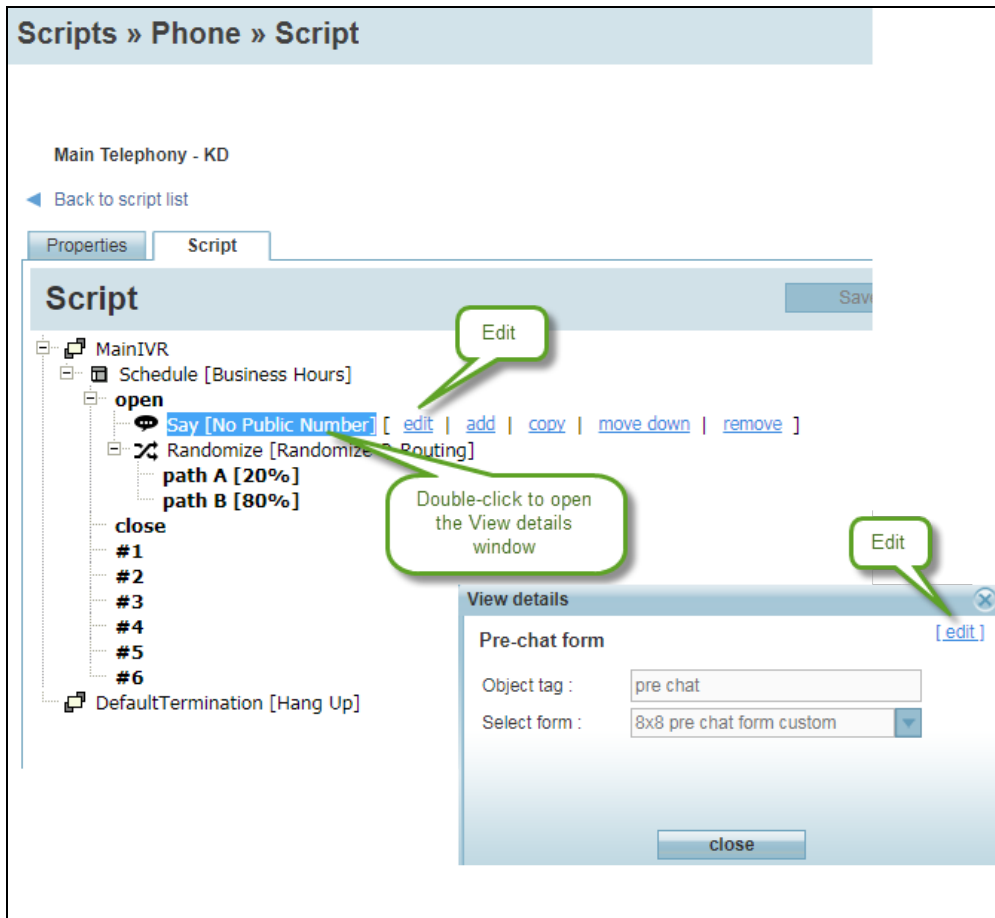 Scripts » Phone » Script
Main Telephony - KD
Back to script list
Properties Script
Script
Save
Edit
MainIVR
Schedule [Business Hours]
open
Say [No Public Number] [ edit | add | copy | move down | remove ]
Randomize [Randomize Routing]
path A [20%]
path B [80%]
Double-click to open
the View details
window
close
#1
#2
#3
#4
#5
#6
DefaultTermination [Hang Up]
Edit
View details
Pre-chat form [ edit ]
Object tag : pre chat
Select form : 8x8 pre chat form custom
close